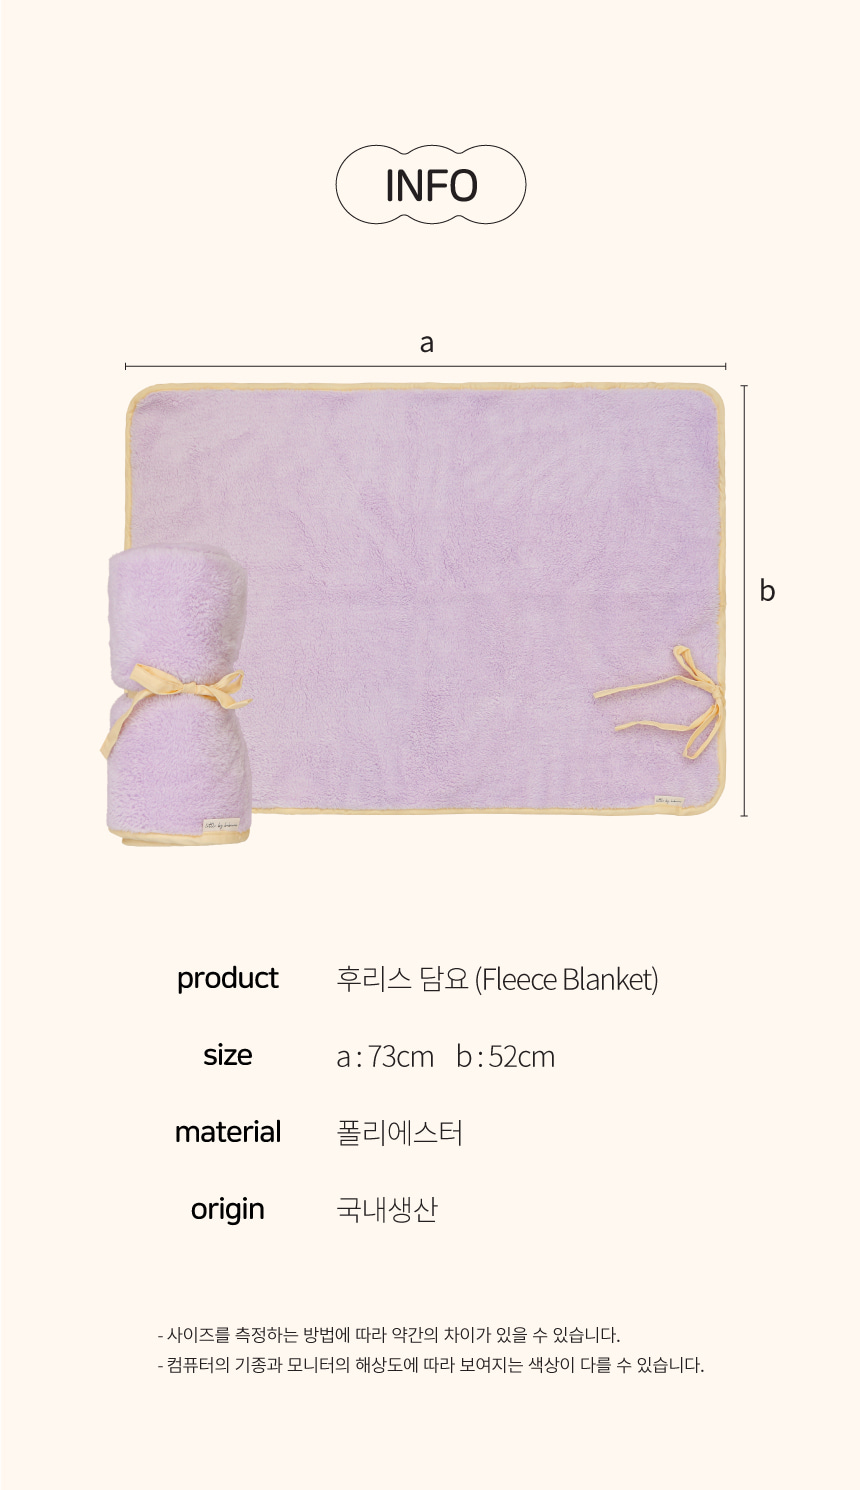 INFO
a
b
product 후리스 담요 (Fleece Blanket)
size a : 73cm b : 52cm
material 폴리에스터
origin 국내생산
- 사이즈를 측정하는 방법에 따라 약간의 차이가 있을 수 있습니다.
- 컴퓨터의 기종과 모니터의 해상도에 따라 보여지는 색상이 다를 수 있습니다.